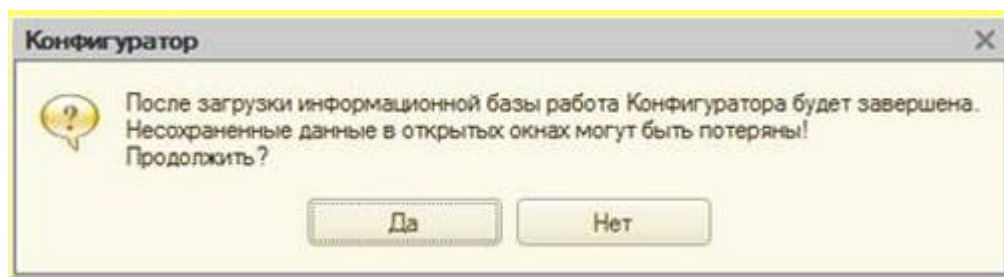 Конфигуратор
После загрузки информационной базы работа Конфигуратора будет завершена.
Несохраненные данные в открытых окнах могут быть потеряны!
Продолжить?
Да Нет